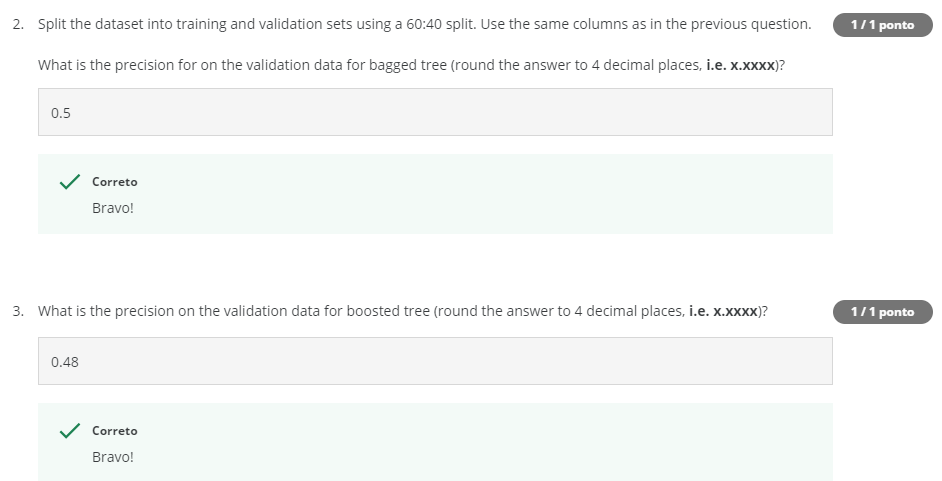 2. Split the dataset into training and validation sets using a 60:40 split. Use the same columns as in the previous question. 1 / 1 ponto
What is the precision for on the validation data for bagged tree (round the answer to 4 decimal places, i.e. x.xxxx)?
0.5
Correto
Bravo!
3. What is the precision on the validation data for boosted tree (round the answer to 4 decimal places, i.e. x.xxxx)? 1 / 1 ponto
0.48
Correto
Bravo!